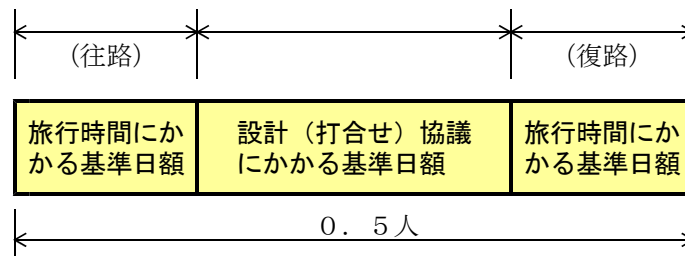 (往路)
(復路)
旅行時間にか
かる基準日額
設計（打合せ）協議
にかかる基準日額
旅行時間にか
かる基準日額
０．５人